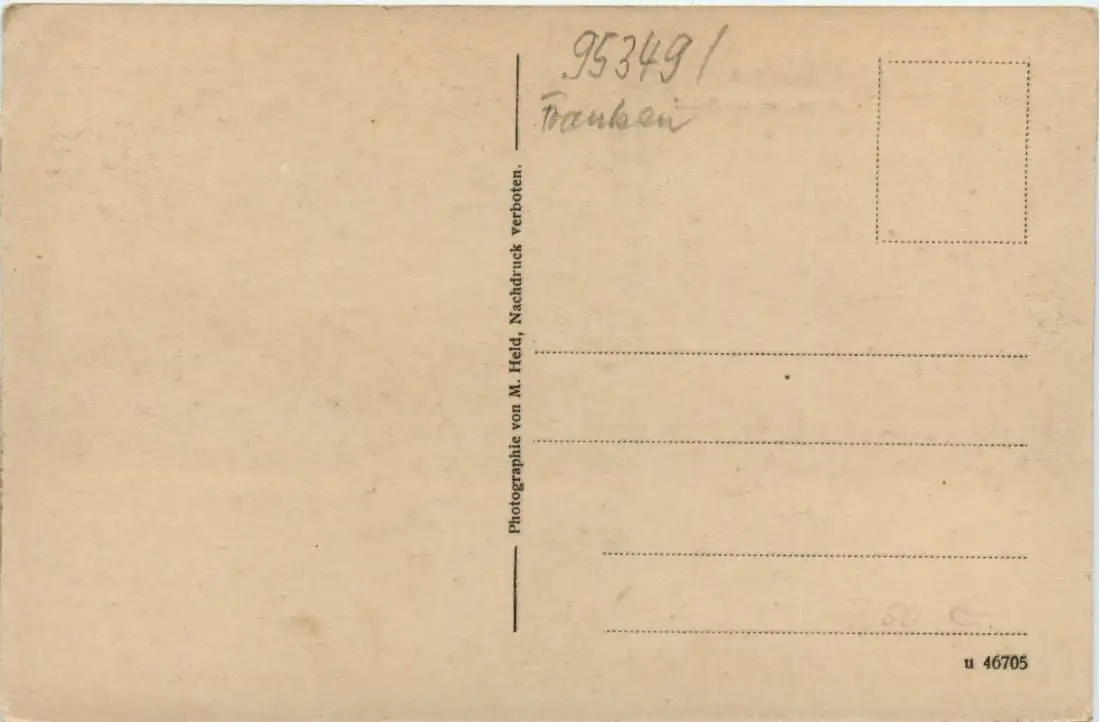 95349/
Franken
Photographie von M. Held, Nachdruck verboten.
u 46705